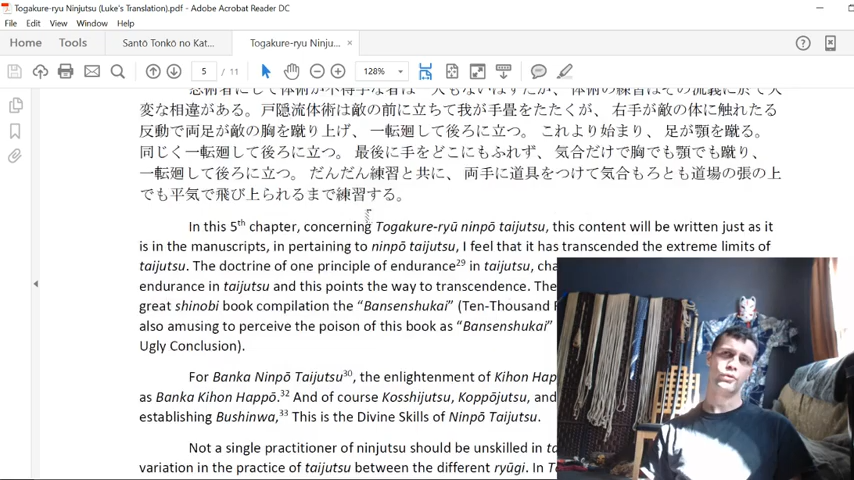 Togakure-ryu Ninjutsu (Luke's Translation).pdf - Adobe Acrobat Reader DC
File Edit View Window Help
Home Tools Santō Tonkō no Kat... Togakure-ryu Ninju... ×
5 / 11 128%
忍術者にして体術が不得手な者は一人もないはずだが、体術の練習はその流義に於て大
変な相違がある。戸隠流体術は敵の前に立ちて我が手畳をたたくが、右手が敵の体に触れたる
反動で両足が敵の胸を蹴り上げ、一転廻して後ろに立つ。これより始まり、足が顎を蹴る。
同じく一転廻して後ろに立つ。最後に手をどこにもふれず、気合だけで胸でも顎でも蹴り、
一転廻して後ろに立つ。だんだん練習と共に、両手に道具をつけて気合もろとも道場の張の上
でも平気で飛び上られるまで練習する。
In this 5th chapter, concerning Togakure-ryū ninpō taijutsu, this content will be written just as it
is in the manuscripts, in pertaining to ninpō taijutsu, I feel that it has transcended the extreme limits of
taijutsu. The doctrine of one principle of endurance29 in taijutsu, cha
endurance in taijutsu and this points the way to transcendence. The
great shinobi book compilation the “Bansenshukai” (Ten-Thousand
also amusing to perceive the poison of this book as “Bansenshukai”
Ugly Conclusion).
For Banka Ninpō Taijutsu30, the enlightenment of Kihon Hap
as Banka Kihon Happō.32 And of course Kosshijutsu, Koppōjutsu, and
establishing Bushinwa,33 This is the Divine Skills of Ninpō Taijutsu.
Not a single practitioner of ninjutsu should be unskilled in ta
variation in the practice of taijutsu between the different ryūgi. In